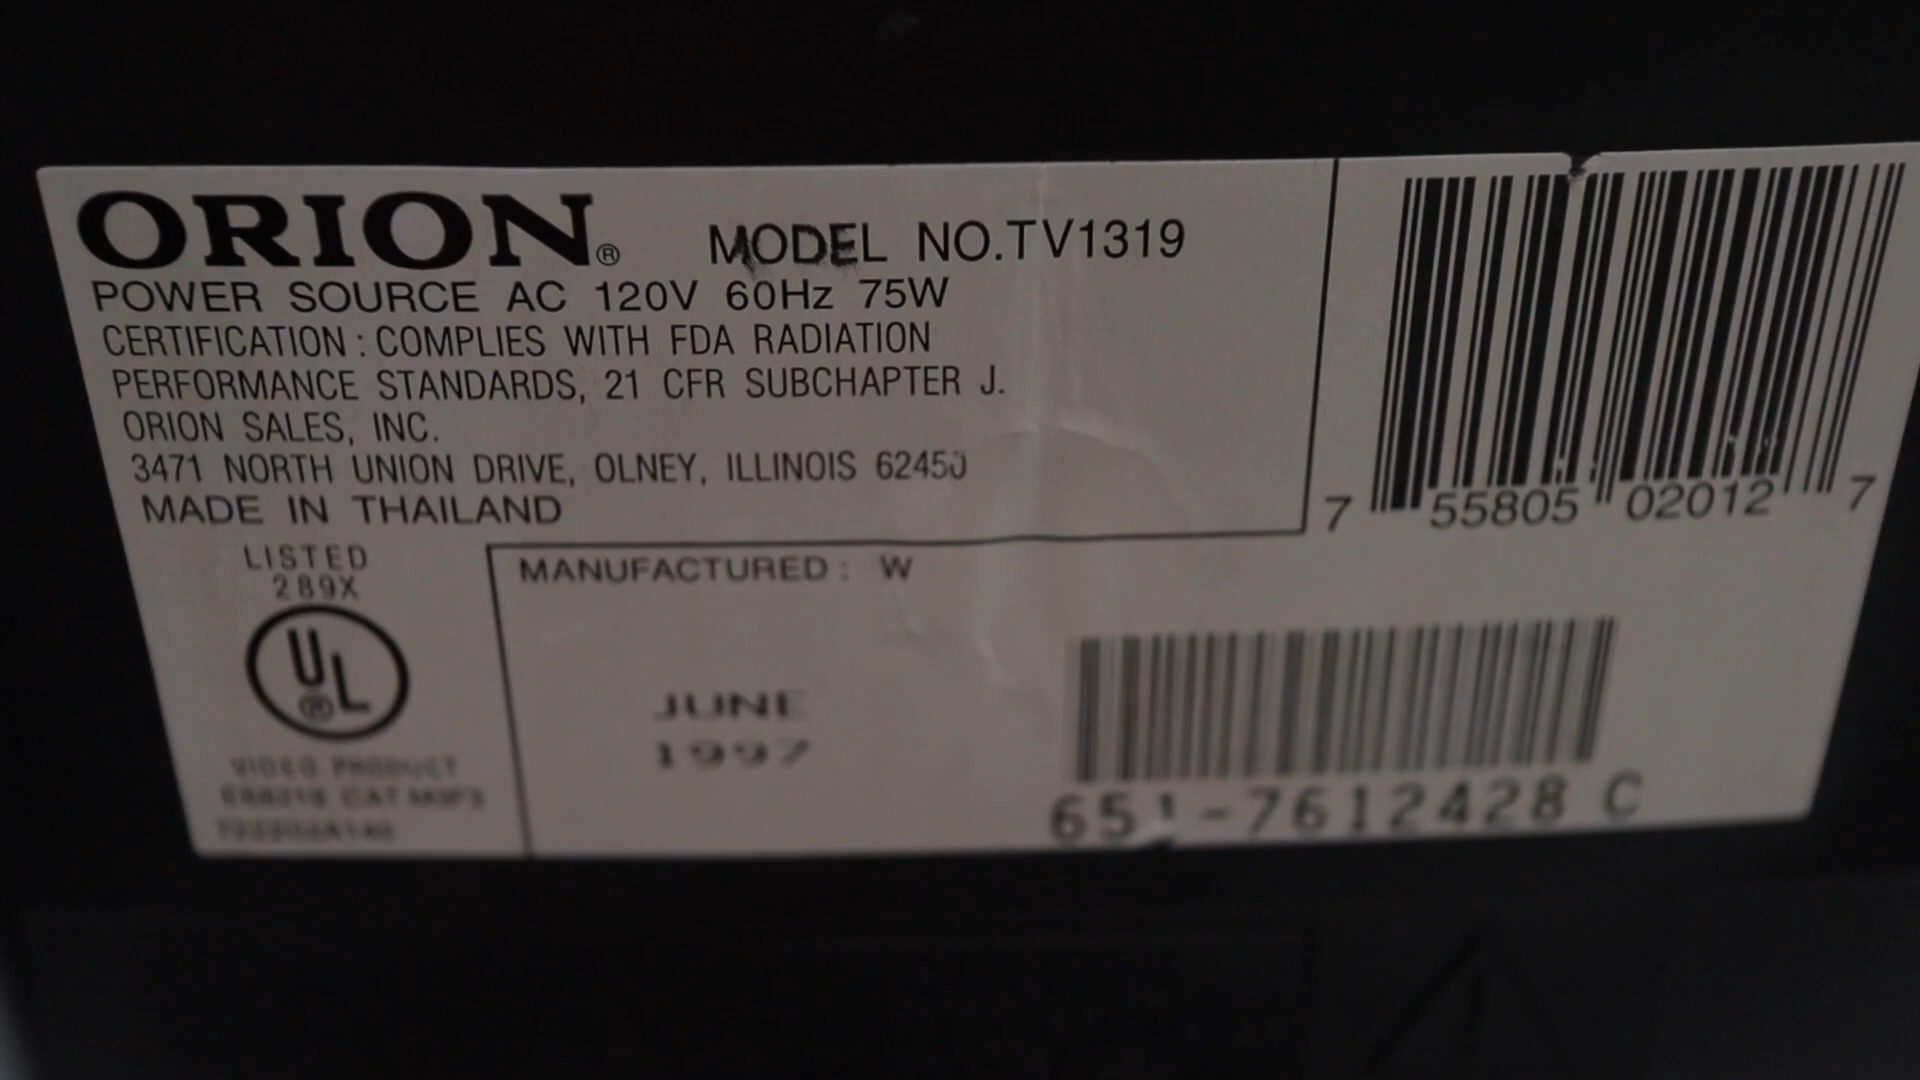 ORION® MODEL NO.TV1319
POWER SOURCE AC 120V 60Hz 75W
CERTIFICATION : COMPLIES WITH FDA RADIATION
PERFORMANCE STANDARDS, 21 CFR SUBCHAPTER J.
ORION SALES, INC.
3471 NORTH UNION DRIVE, OLNEY, ILLINOIS 62450
MADE IN THAILAND
7 55805 02012 7
LISTED
289X
UL®
VIDEO PRODUCT
MANUFACTURED : W
JUNE
1997
651-7612428 C